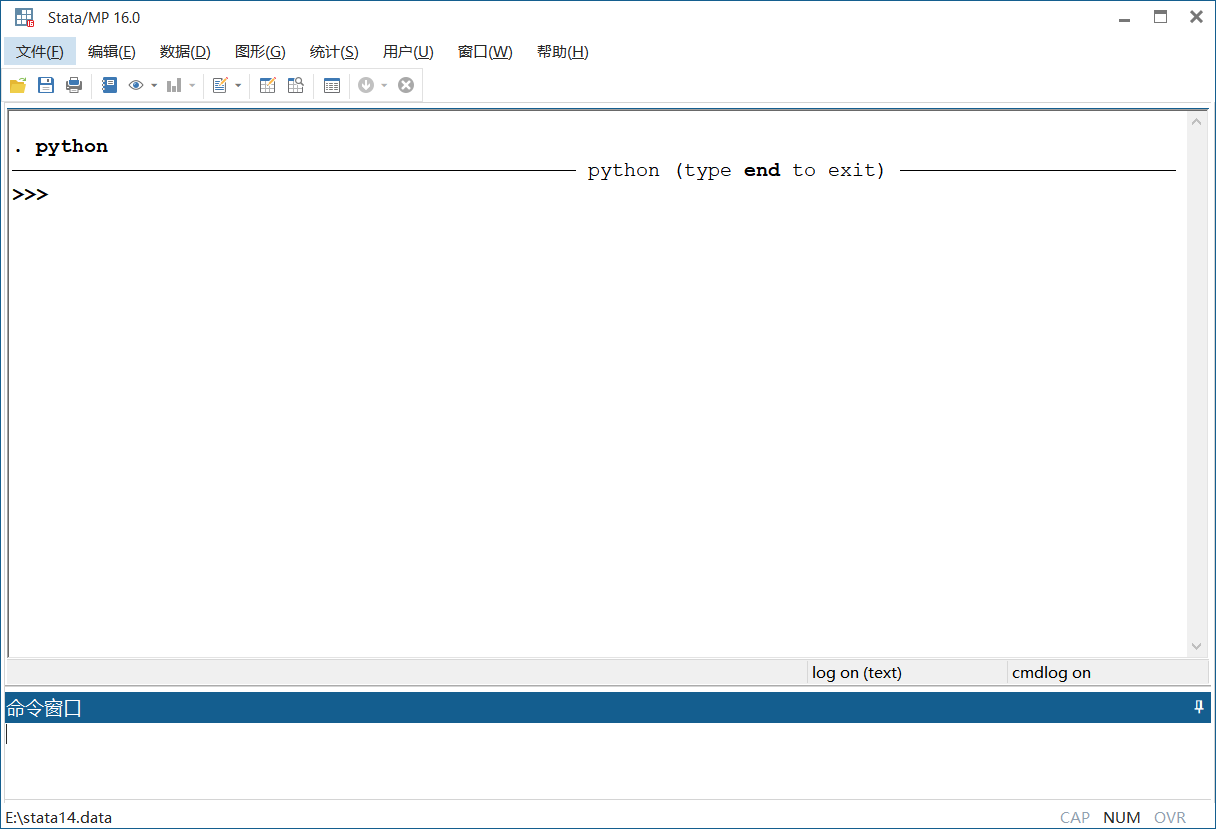 Stata/MP 16.0
文件(F) 编辑(E) 数据(D) 图形(G) 统计(S) 用户(U) 窗口(W) 帮助(H)
. python
python (type end to exit)
>>>
log on (text) cmdlog on
命令窗口
E:\stata14.data CAP NUM OVR